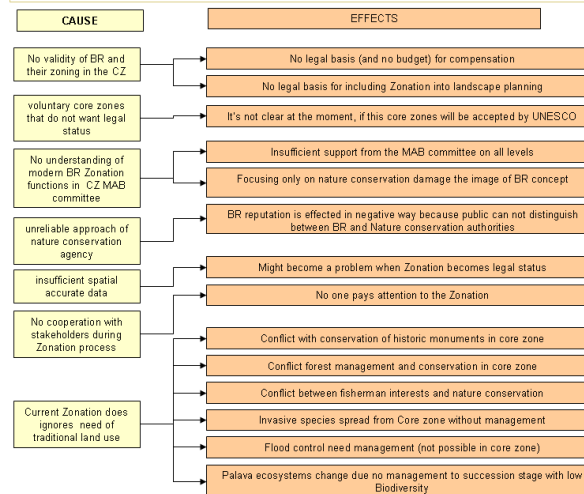 CAUSE
EFFECTS
No validity of BR and
their zoning in the CZ
No legal basis (and no budget) for compensation
No legal basis for including Zonation into landscape planning
voluntary core zones
that do not want legal
status
It's not clear at the moment, if this core zones will be accepted by UNESCO
No understanding of
modern BR Zonation
functions in CZ MAB
committee
Insufficient support from the MAB committee on all levels
Focusing only on nature conservation damage the image of BR concept
unreliable approach of
nature conservation
agency
BR reputation is effected in negative way because public can not distinguish
between BR and Nature conservation authorities
insufficient spatial
accurate data
Might become a problem when Zonation becomes legal status
No cooperation with
stakeholders during
Zonation process
No one pays attention to the Zonation
Current Zonation does
ignores need of
traditional land use
Conflict with conservation of historic monuments in core zone
Conflict forest management and conservation in core zone
Conflict between fisherman interests and nature conservation
Invasive species spread from Core zone without management
Flood control need management (not possible in core zone)
Palava ecosystems change due no management to succession stage with low
Biodiversity